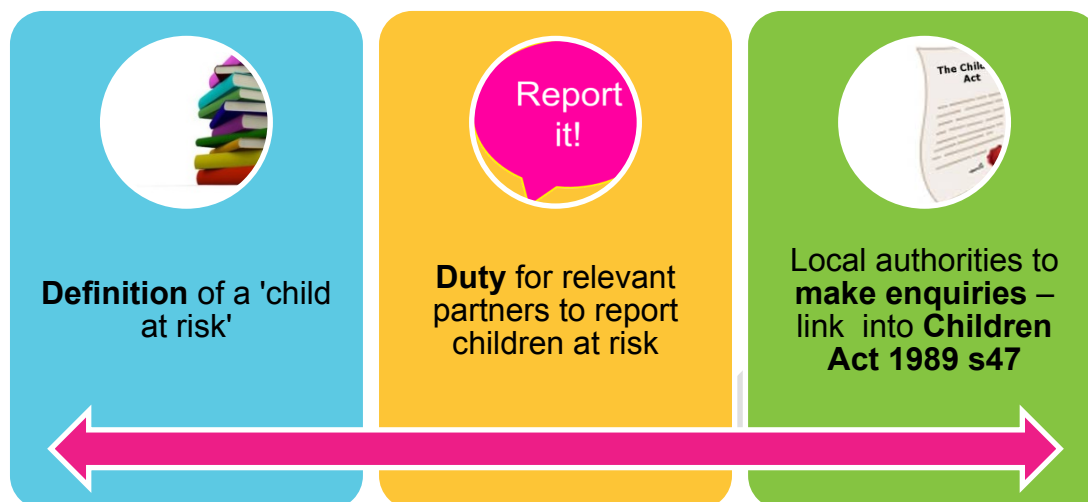 Report
it!
The Chil
Act
Definition of a 'child
at risk'
Duty for relevant
partners to report
children at risk
Local authorities to
make enquiries –
link into Children
Act 1989 s47